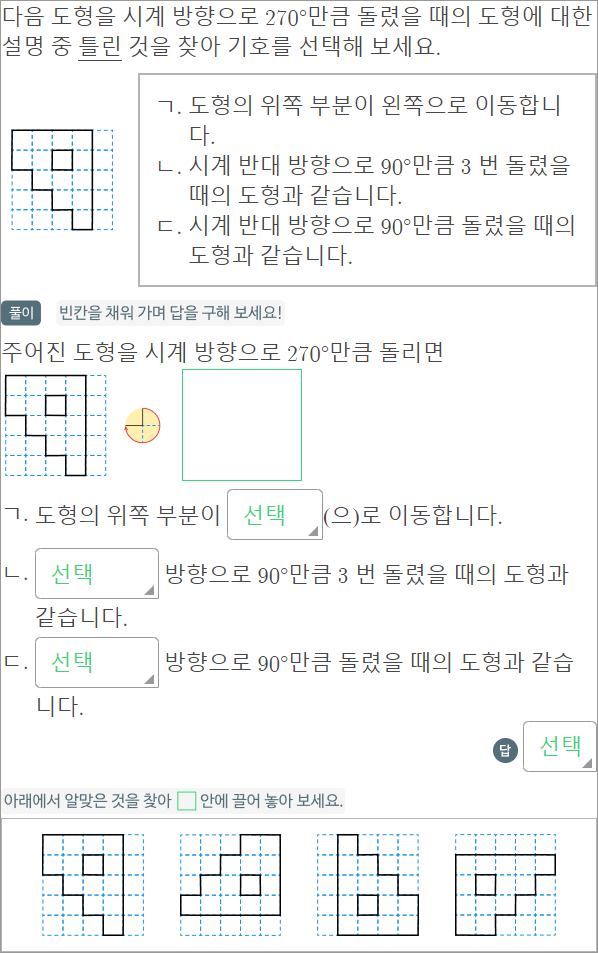 다음 도형을 시계 방향으로 270°만큼 돌렸을 때의 도형에 대한
설명 중 틀린 것을 찾아 기호를 선택해 보세요.
ㄱ. 도형의 위쪽 부분이 왼쪽으로 이동합니
다.
ㄴ. 시계 반대 방향으로 90°만큼 3 번 돌렸을
때의 도형과 같습니다.
ㄷ. 시계 반대 방향으로 90°만큼 돌렸을 때의
도형과 같습니다.
풀이 빈칸을 채워 가며 답을 구해 보세요!
주어진 도형을 시계 방향으로 270°만큼 돌리면
ㄱ. 도형의 위쪽 부분이 선택 (으)로 이동합니다.
ㄴ. 선택 방향으로 90°만큼 3 번 돌렸을 때의 도형과
같습니다.
ㄷ. 선택 방향으로 90°만큼 돌렸을 때의 도형과 같습
니다.
답 선택
아래에서 알맞은 것을 찾아 안에 끌어 놓아 보세요.